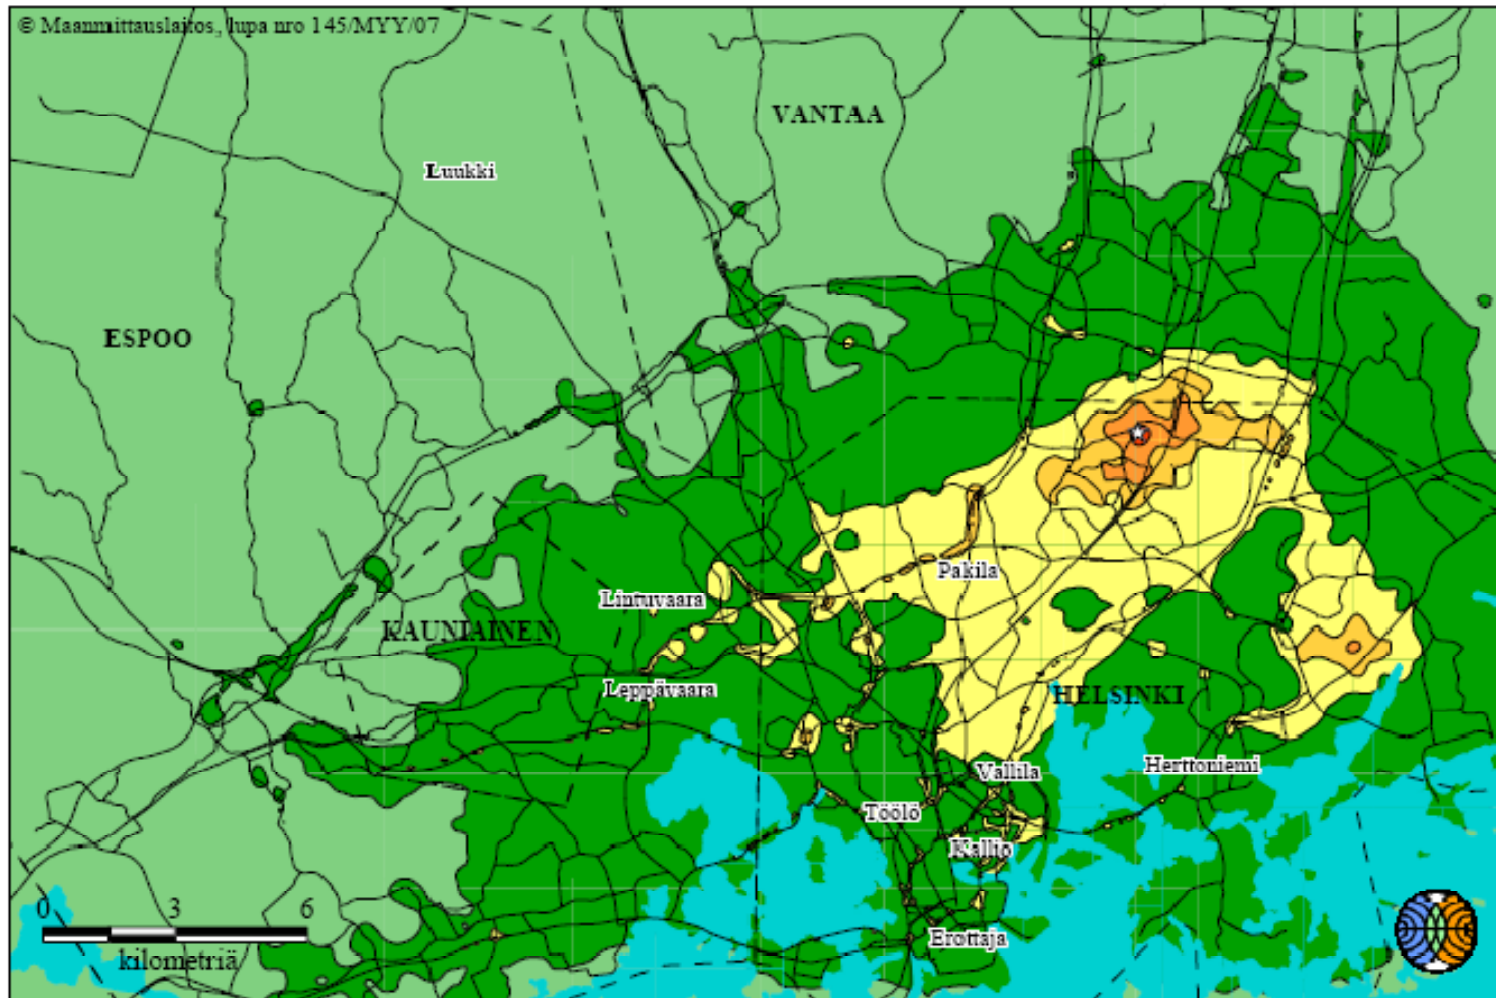 © Maanmittauslaitos, lupa nro 145/MYY/07
VANTAA
Luukki
ESPOO
Pakila
Lintuvaara
KAUNIAINEN
Leppävaara
HELSINKI
Herttoniemi
Vallila
Töölö
Kallio
0 3 6
Erottaja
kilometriä